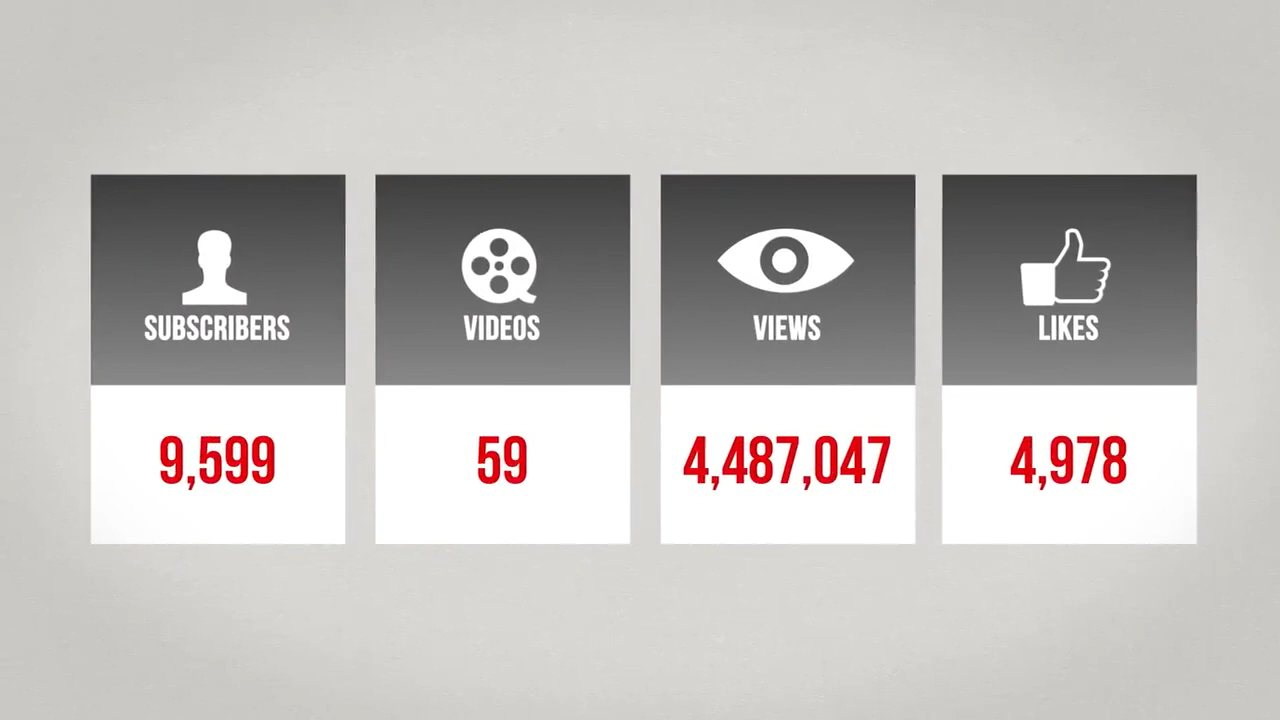 SUBSCRIBERS
9,599
VIDEOS
59
VIEWS
4,487,047
LIKES
4,978